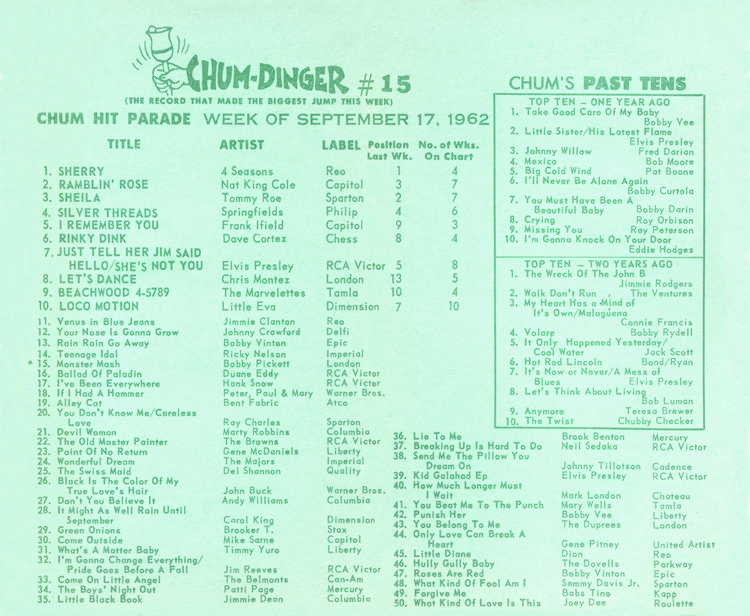 CHUM-DINGER #15
(THE RECORD THAT MADE THE BIGGEST JUMP THIS WEEK)
CHUM HIT PARADE WEEK OF SEPTEMBER 17, 1962
TITLE ARTIST LABEL Position Last Wk. No. of Wks. On Chart
1. SHERRY 4 Seasons Reo 1 4
2. RAMBLIN' ROSE Nat King Cole Capitol 3 7
3. SHEILA Tommy Roe Sparton 2 7
4. SILVER THREADS Springfields Philip 4 6
5. I REMEMBER YOU Frank Ifield Capitol 9 3
6. RINKY DINK Dave Cortez Chess 8 4
7. JUST TELL HER JIM SAID
HELLO/SHE'S NOT YOU Elvis Presley RCA Victor 5 8
8. LET'S DANCE Chris Montez London 13 5
9. BEACHWOOD 4-5789 The Marvelettes Tamla 10 4
10. LOCO MOTION Little Eva Dimension 7 10
11. Venus in Blue Jeans Jimmie Clanton Reo
12. Your Nose Is Gonna Grow Johnny Crawford Delfi
13. Rain Rain Go Away Bobby Vinton Epic
14. Teenage Idol Ricky Nelson Imperial
* 15. Monster Mash Bobby Pickett London
16. Ballad Of Paladin Duane Eddy RCA Victor
17. I've Been Everywhere Hank Snow RCA Victor
18. If I Had A Hammer Peter, Paul & Mary Warner Bros.
19. Alley Cat Bent Fabric Atco
20. You Don't Know Me/Careless
Love Ray Charles Sparton
21. Devil Woman Marty Robbins Columbia
22. The Old Master Painter The Browns RCA Victor
23. Point Of No Return Gene McDaniels Liberty
24. Wonderful Dream The Majors Imperial
25. The Swiss Maid Del Shannon Quality
26. Black Is The Color Of My
True Love's Hair John Buck Warner Bros.
27. Don't You Believe It Andy Williams Columbia
28. It Might As Well Rain Until
September Carol King Dimension
29. Green Onions Brooker T. Stax
30. Come Outside Mike Sarne Capitol
31. What's A Matter Baby Timmy Yuro Liberty
32. I'm Gonna Change Everything/
Pride Goes Before A Fall Jim Reeves RCA Victor
33. Come On Little Angel The Belmonts Can-Am
34. The Boys' Night Out Patti Page Mercury
35. Little Black Book Jimmie Dean Columbia
36. Lie To Me Brook Benton Mercury
37. Breaking Up Is Hard To Do Neil Sedaka RCA Victor
38. Send Me The Pillow You
Dream On Johnny Tillotson Cadence
39. Kid Galahad Ep Elvis Presley RCA Victor
40. How Much Longer Must
I Wait Mark London Chateau
41. You Beat Me To The Punch Mary Wells Tamla
42. Punish Her Bobby Vee Liberty
43. You Belong To Me The Duprees London
44. Only Love Can Break A
Heart Gene Pitney United Artist
45. Little Diane Dion Reo
46. Hully Gully Baby The Dovells Parkway
47. Roses Are Red Bobby Vinton Epic
48. What Kind Of Fool Am I Sammy Davis Jr. Sparton
49. Forgive Me Babs Tino Kapp
50. What Kind Of Love Is This Joey Dee Roulette
CHUM'S PAST TENS
TOP TEN – ONE YEAR AGO
1. Take Good Care Of My Baby
Bobby Vee
2. Little Sister/His Latest Flame
Elvis Presley
3. Johnny Willow Fred Darian
4. Mexico Bob Moore
5. Big Cold Wind Pat Boone
6. I'll Never Be Alone Again
Bobby Curtola
7. You Must Have Been A
Beautiful Baby Bobby Darin
8. Crying Roy Orbison
9. Missing You Ray Peterson
10. I'm Gonna Knock On Your Door
Eddie Hodges
TOP TEN – TWO YEARS AGO
1. The Wreck Of The John B
Jimmie Rodgers
2. Walk Don't Run The Ventures
3. My Heart Has a Mind of
It's Own/Malaguena
Connie Francis
4. Volare Bobby Rydell
5. It Only Happened Yesterday/
Cool Water Jack Scott
6. Hot Rod Lincoln Bond/Ryan
7. It's Now or Never/A Mess of
Blues Elvis Presley
8. Let's Think About Living
Bob Luman
9. Anymore Teresa Brewer
10. The Twist Chubby Checker